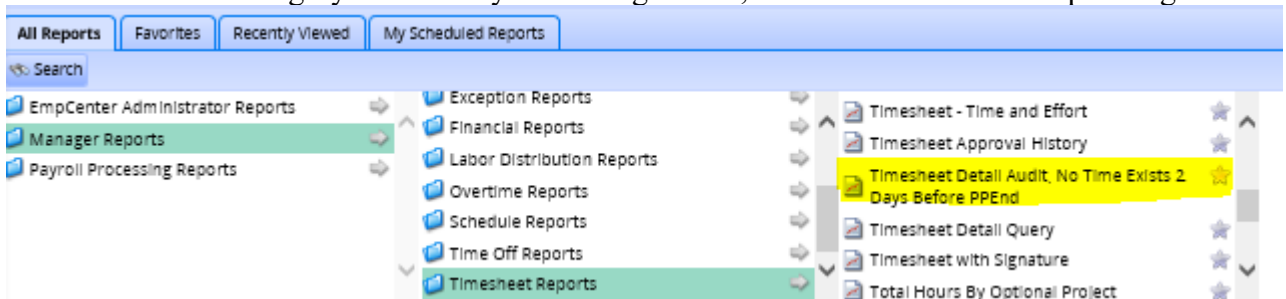 All Reports
Favorites
Recently Viewed
My Scheduled Reports
Search
EmpCenter Administrator Reports
Manager Reports
Payroll Processing Reports
Exception Reports
Financial Reports
Labor Distribution Reports
Overtime Reports
Schedule Reports
Time Off Reports
Timesheet Reports
Timesheet - Time and Effort
Timesheet Approval History
Timesheet Detail Audit, No Time Exists 2
Days Before PPEnd
Timesheet Detail Query
Timesheet with Signature
Total Hours By Optional Project